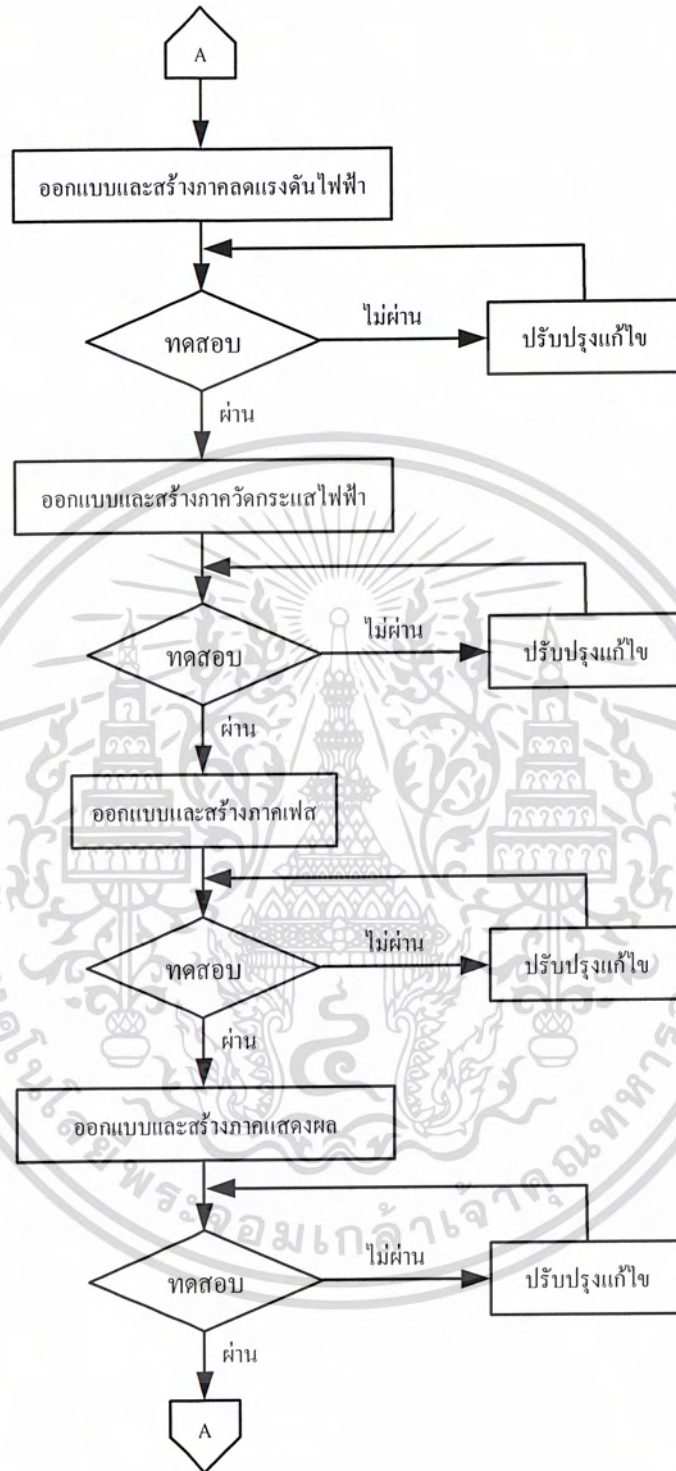 A
ออกแบบและสร้างภาคลดแรงดันไฟฟ้า
ทดสอบ
ไม่ผ่าน
ปรับปรุงแก้ไข
ผ่าน
ออกแบบและสร้างภาควัดกระแสไฟฟ้า
ทดสอบ
ไม่ผ่าน
ปรับปรุงแก้ไข
ผ่าน
ออกแบบและสร้างภาคเฟส
ทดสอบ
ไม่ผ่าน
ปรับปรุงแก้ไข
ผ่าน
ออกแบบและสร้างภาคแสดงผล
ทดสอบ
ไม่ผ่าน
ปรับปรุงแก้ไข
ผ่าน
A